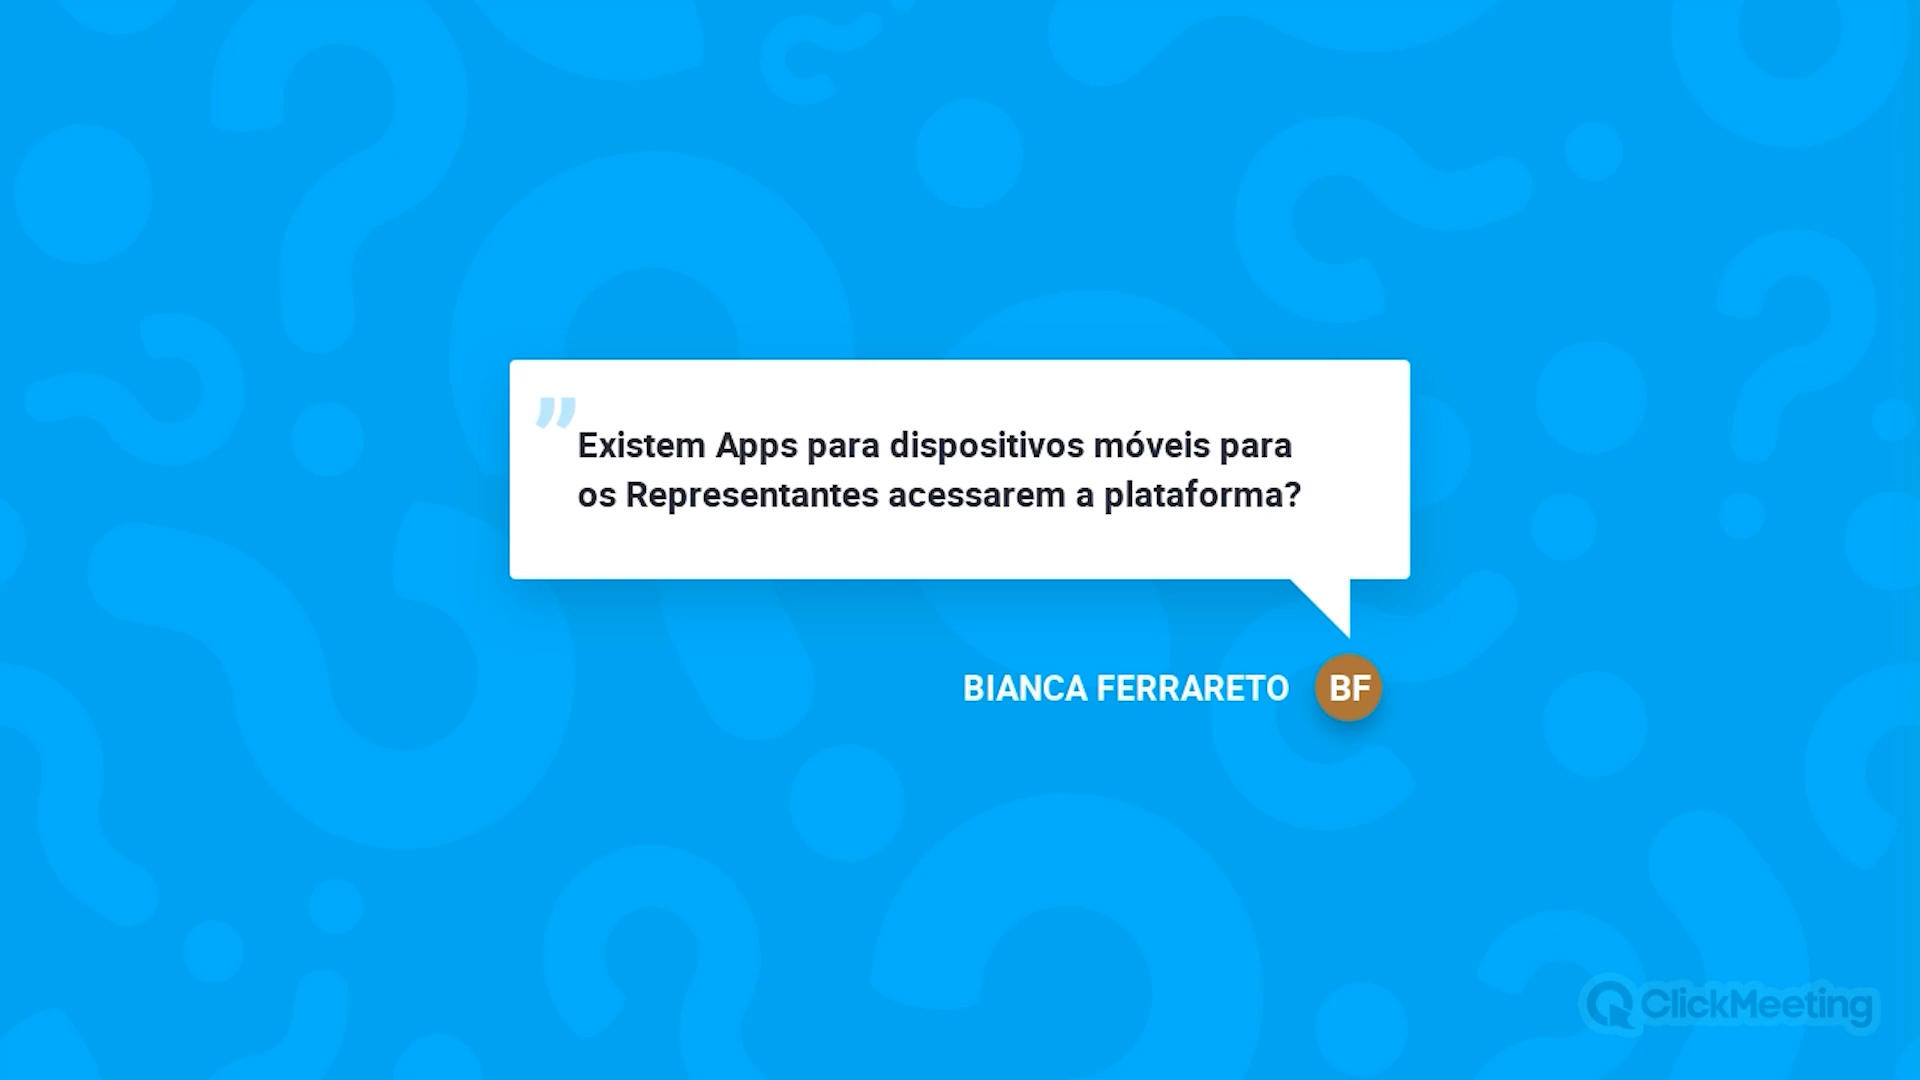 Existem Apps para dispositivos móveis para
os Representantes acessarem a plataforma?
BIANCA FERRARETO BF
ClickMeeting